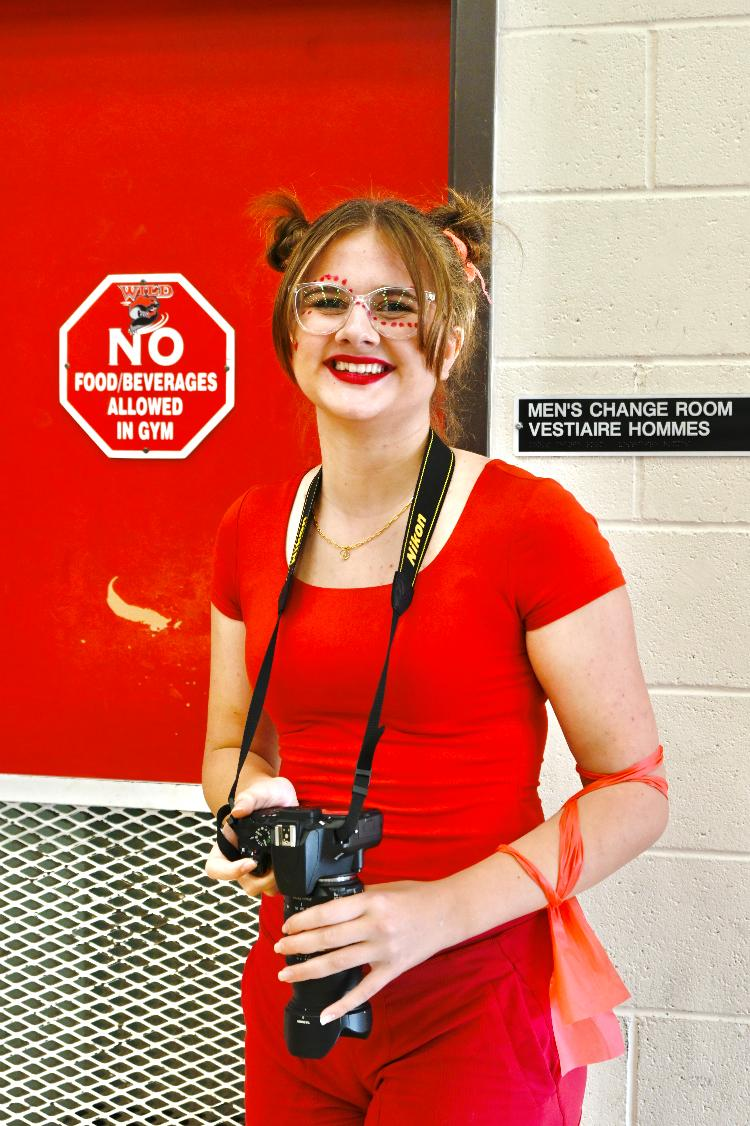 WILD
NO
FOOD/BEVERAGES
ALLOWED
IN GYM
MEN'S CHANGE ROOM
VESTIAIRE HOMMES
Nikon